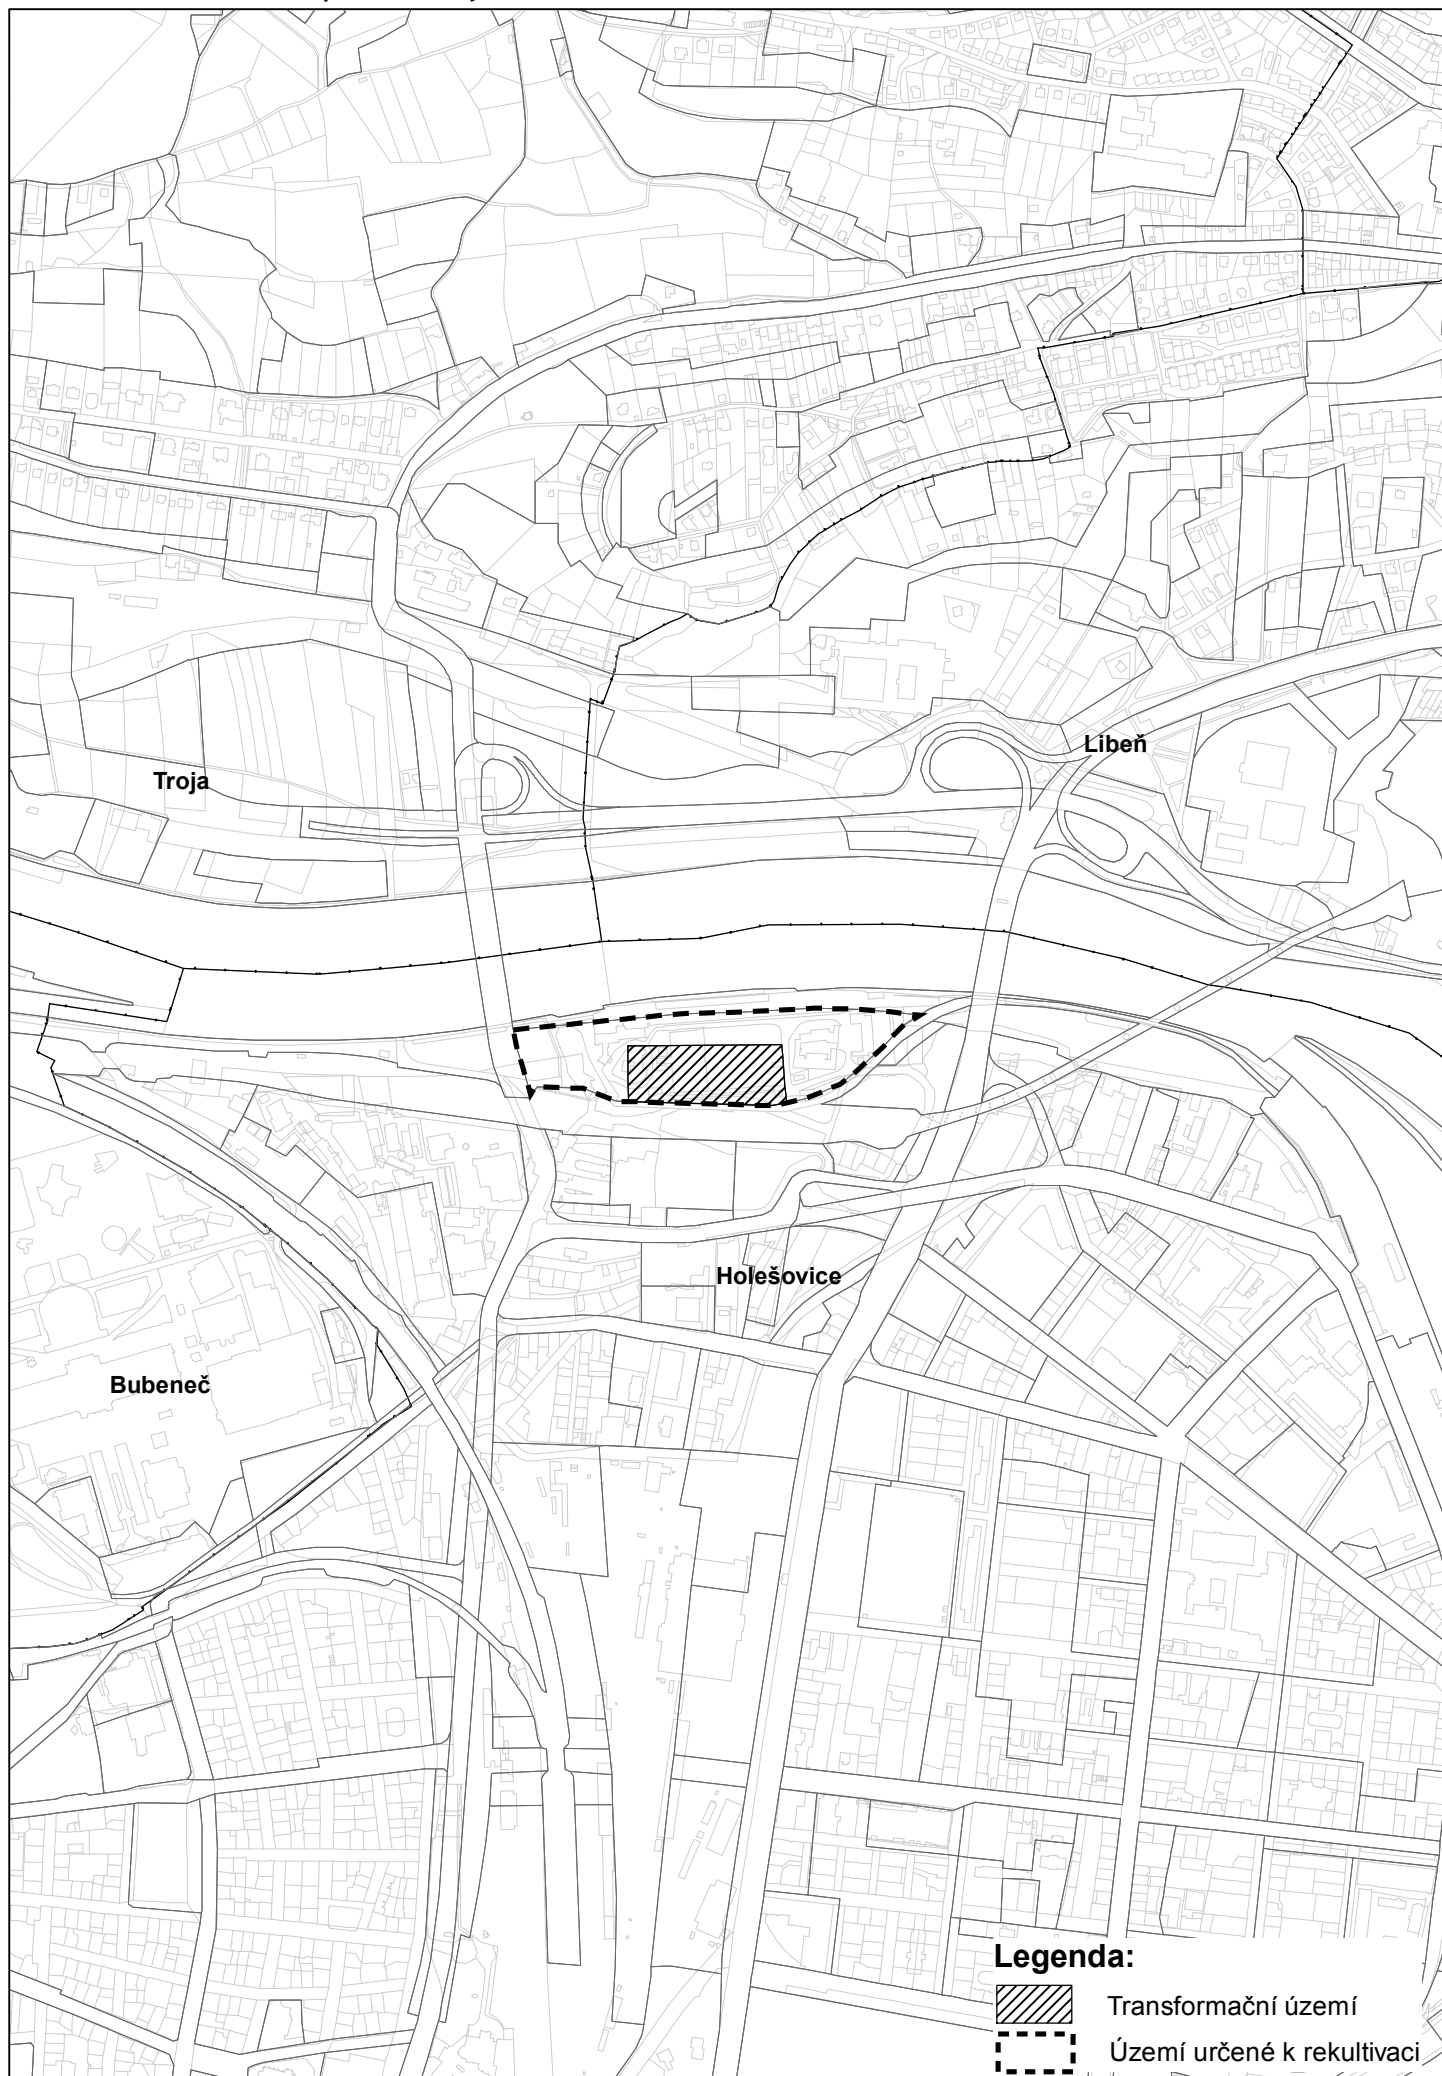 Libeň
Troja
Holešovice
Bubeneč
Legenda:
Transformační území
Území určené k rekultivaci